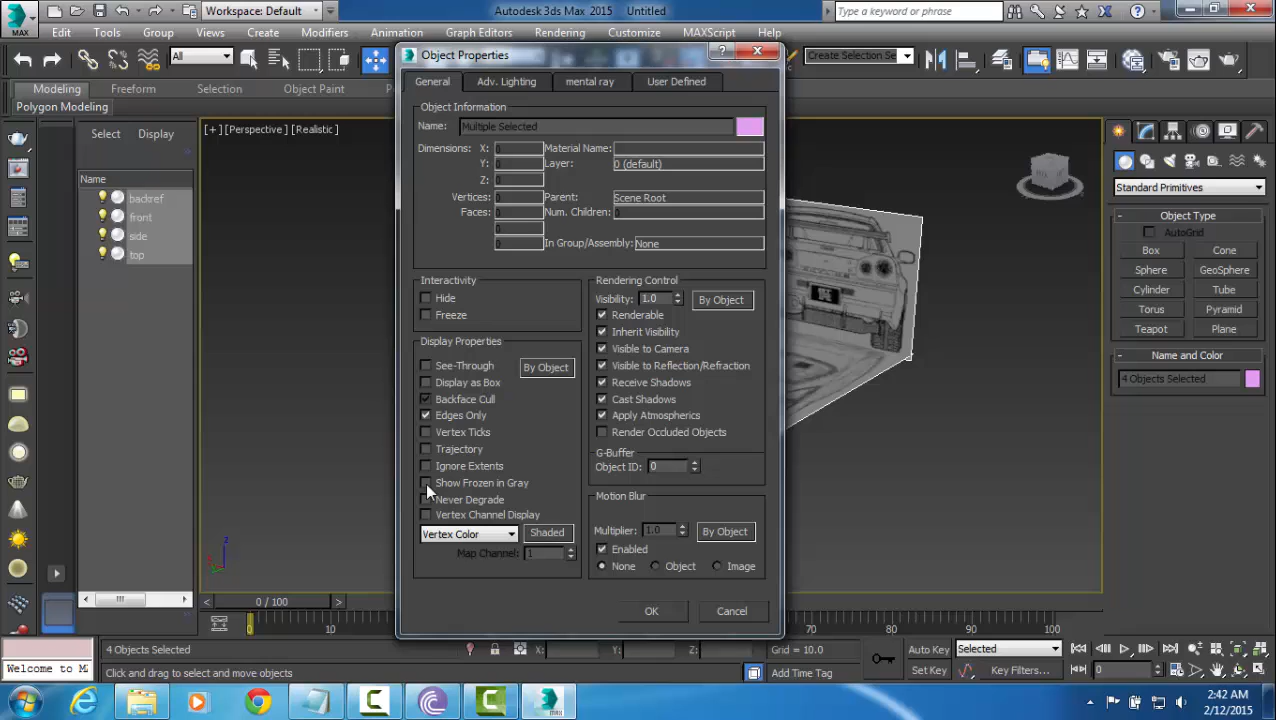 Workspace: Default
Autodesk 3ds Max 2015 Untitled
Type a keyword or phrase
MAX
Edit Tools Group Views Create Modifiers Animation Graph Editors Rendering Customize MAXScript Help
All
Create Selection Se
Object Properties
Modeling Freeform Selection Object Paint
Polygon Modeling
General Adv. Lighting mental ray User Defined
Select Display
[+] [Perspective] [Realistic]
Name
backref
front
side
top
Object Information
Name: Multiple Selected
Dimensions: X: 0 Material Name:
Y: 0 Layer: 0 (default)
Z: 0
Vertices: 0 Parent: Scene Root
Faces: 0 Num. Children: 0
0
0 In Group/Assembly: None
Interactivity
Hide
Freeze
Display Properties
See-Through By Object
Display as Box
Backface Cull
Edges Only
Vertex Ticks
Trajectory
Ignore Extents
Show Frozen in Gray
Never Degrade
Vertex Channel Display
Vertex Color Shaded
Map Channel: 1
Rendering Control
Visibility: 1.0 By Object
Renderable
Inherit Visibility
Visible to Camera
Visible to Reflection/Refraction
Receive Shadows
Cast Shadows
Apply Atmospherics
Render Occluded Objects
G-Buffer
Object ID: 0
Motion Blur
Multiplier: 1.0 By Object
Enabled
None Object Image
OK Cancel
Standard Primitives
Object Type
AutoGrid
Box Cone
Sphere GeoSphere
Cylinder Tube
Torus Pyramid
Teapot Plane
Name and Color
4 Objects Selected
0 / 100
0 10 70 80 90 100
4 Objects Selected X: Y: Z: Grid = 10.0 Auto Key Selected
Welcome to M Click and drag to select and move objects Add Time Tag Set Key Key Filters... 0
2:42 AM
2/12/2015